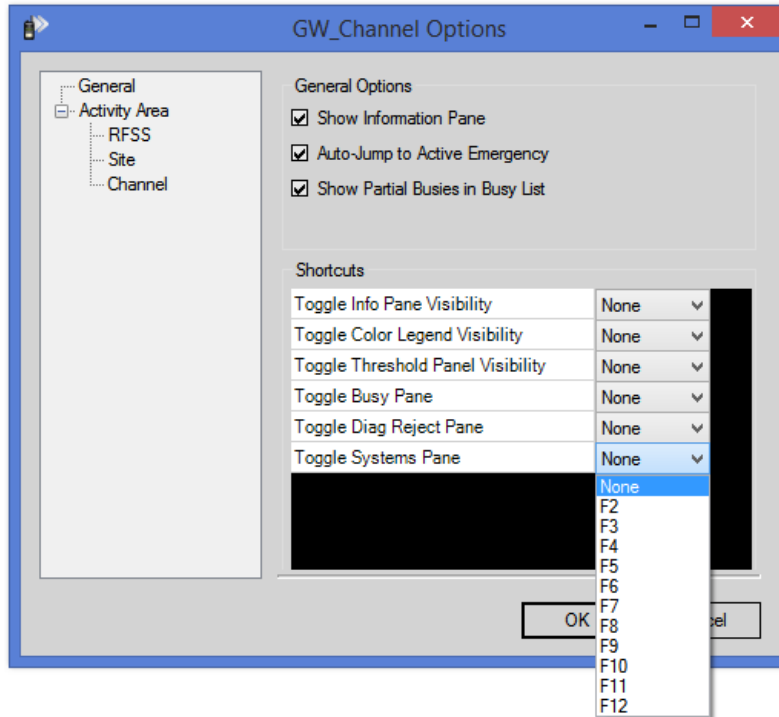 GW_Channel Options
General
Activity Area
RFSS
Site
Channel
General Options
Show Information Pane
Auto-Jump to Active Emergency
Show Partial Busies in Busy List
Shortcuts
Toggle Info Pane Visibility None
Toggle Color Legend Visibility None
Toggle Threshold Panel Visibility None
Toggle Busy Pane None
Toggle Diag Reject Pane None
Toggle Systems Pane None
None
F2
F3
F4
F5
F6
F7
F8
F9
F10
F11
F12
OK
cel